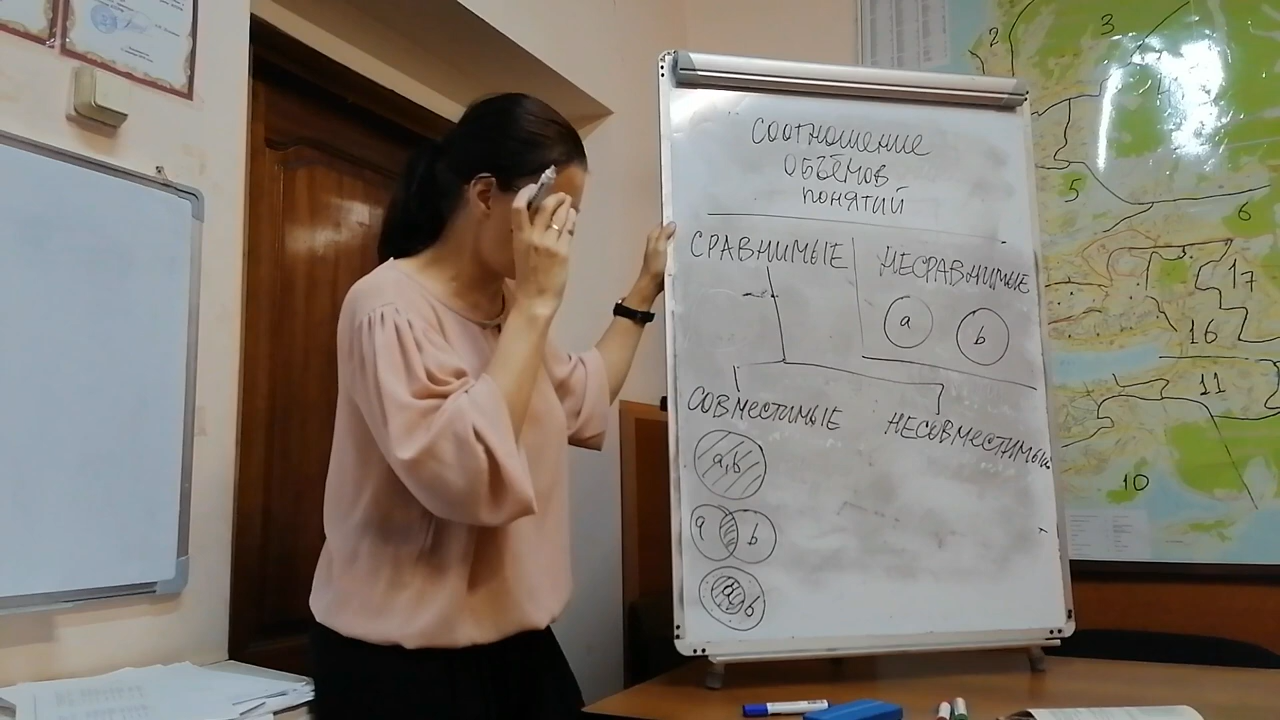 Соотношение
объёмов
понятий
СРАВНИМЫЕ
НЕСРАВНИМЫЕ
a
b
СОВМЕСТИМЫЕ
НЕСОВМЕСТИМЫЕ
a,b
a b
a b
2
3
5
6
17
16
11
10